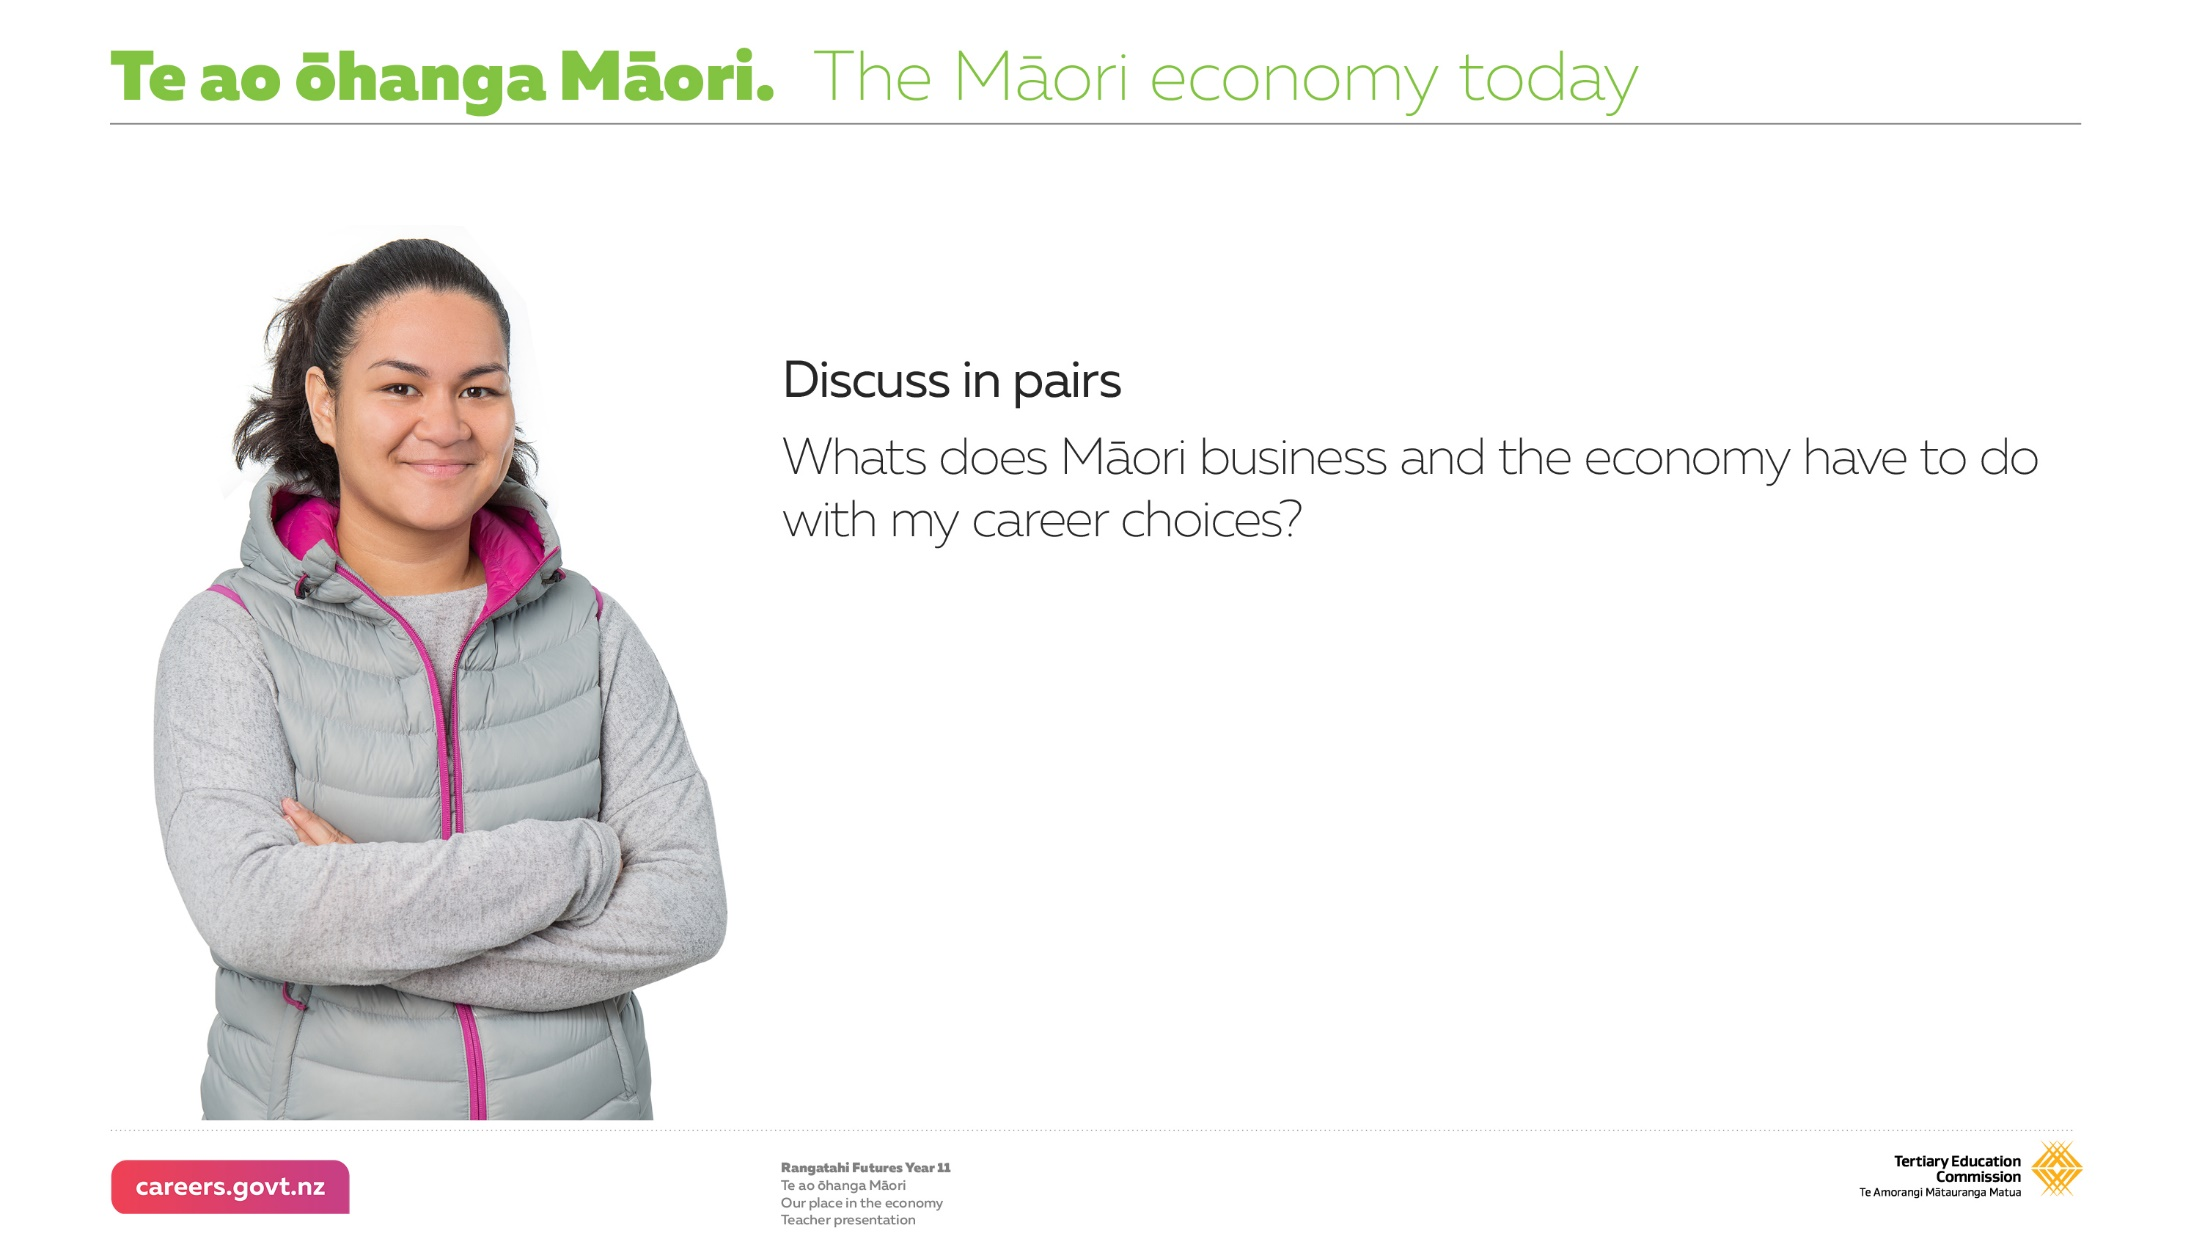 Te ao ōhanga Māori. The Māori economy today
Discuss in pairs
Whats does Māori business and the economy have to do
with my career choices?
careers.govt.nz
Rangatahi Futures Year 11
Te ao ōhanga Māori
Our place in the economy
Teacher presentation
Tertiary Education
Commission
Te Amorangi Mātauranga Matua